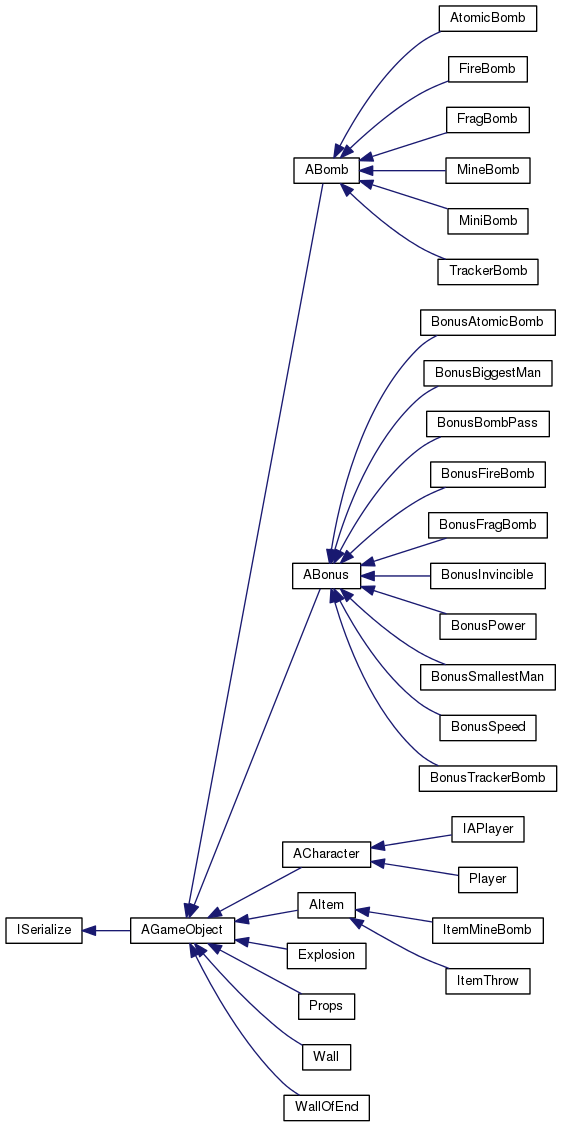 AtomicBomb
FireBomb
FragBomb
ABomb
MineBomb
MiniBomb
TrackerBomb
BonusAtomicBomb
BonusBiggestMan
BonusBombPass
BonusFireBomb
BonusFragBomb
ABonus
BonusInvincible
BonusPower
BonusSmallestMan
BonusSpeed
BonusTrackerBomb
IAPlayer
ACharacter
Player
AItem
ISerialize
AGameObject
ItemMineBomb
Explosion
ItemThrow
Props
Wall
WallOfEnd